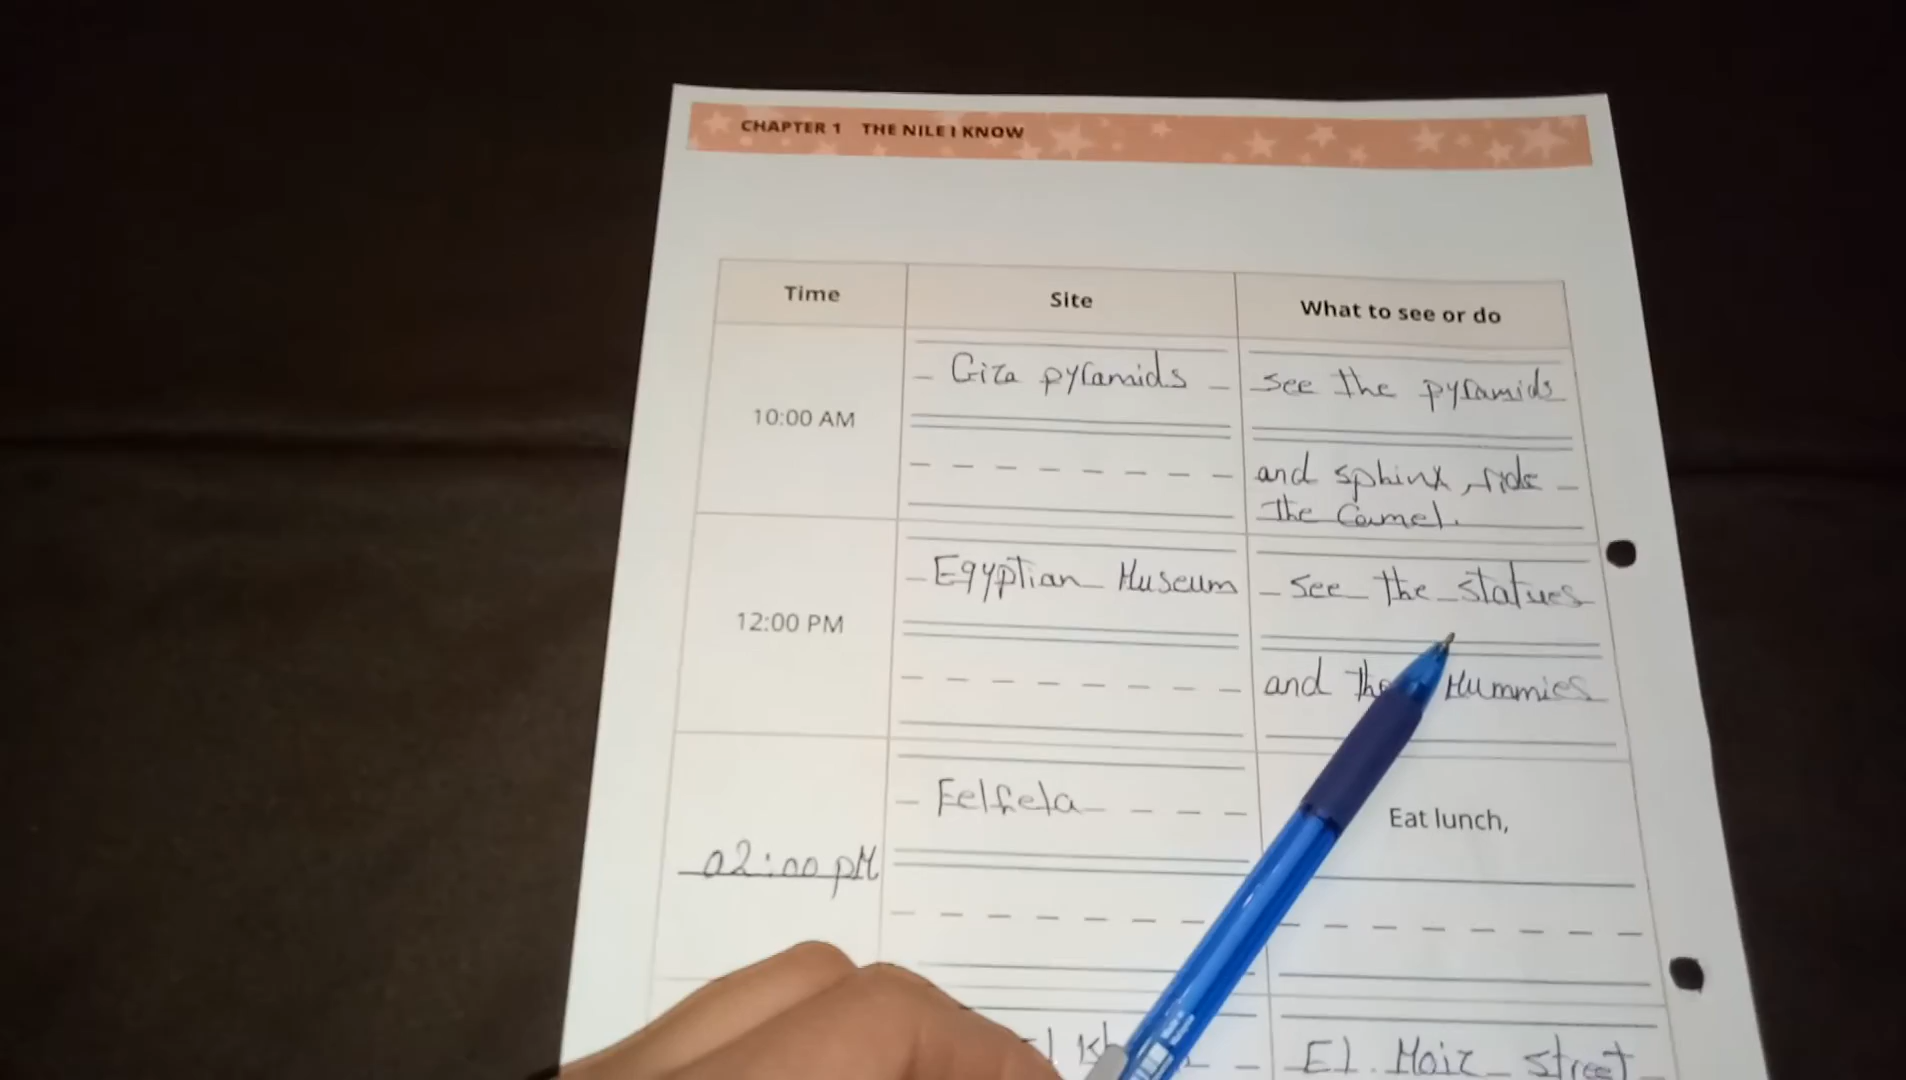 CHAPTER 1 THE NILE I KNOW
Time Site What to see or do
10:00 AM
Giza pyramids
see the pyramids
and sphinx, ride
the Camel.
12:00 PM
Egyptian Museum
see the statues
and the Mummies
02:00 PM
Felfela
Eat lunch,
El Moiz street